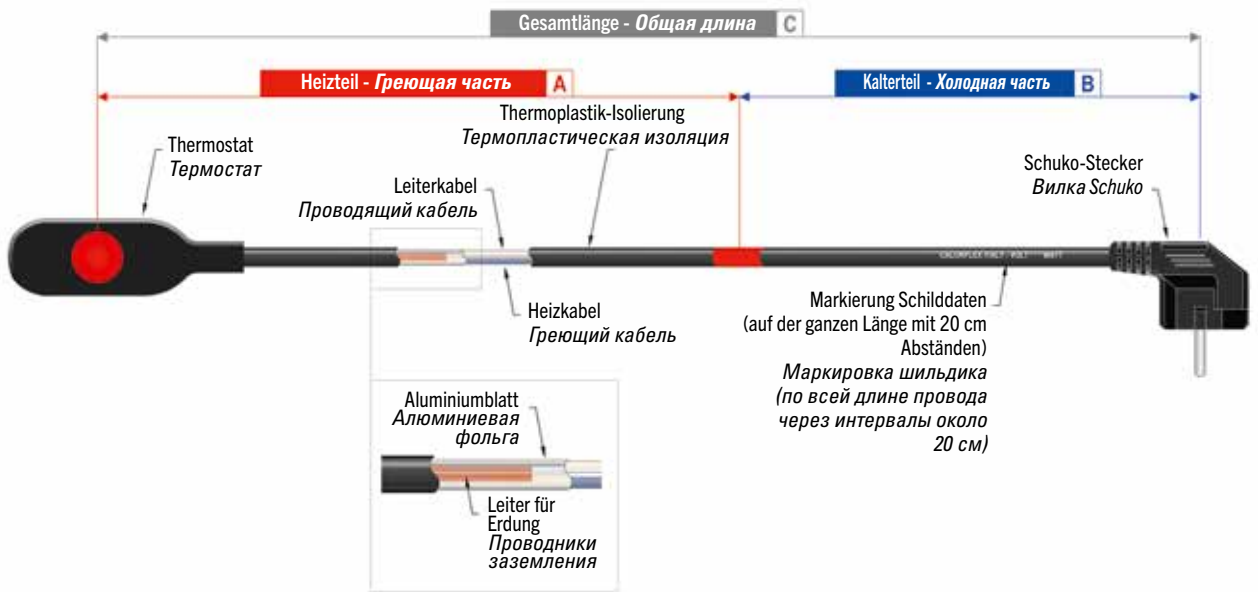 Gesamtlänge - Общая длина C
Heizteil - Греющая часть A
Kalterteil - Холодная часть B
Thermoplastik-Isolierung
Термопластическая изоляция
Thermostat
Термостат
Schuko-Stecker
Вилка Schuko
Leiterkabel
Проводящий кабель
Heizkabel
Греющий кабель
Markierung Schilddaten
(auf der ganzen Länge mit 20 cm
Abständen)
Маркировка шильдика
(по всей длине провода
через интервалы около
20 см)
Aluminiumblatt
Алюминиевая
фольга
Leiter für
Erdung
Проводники
заземления